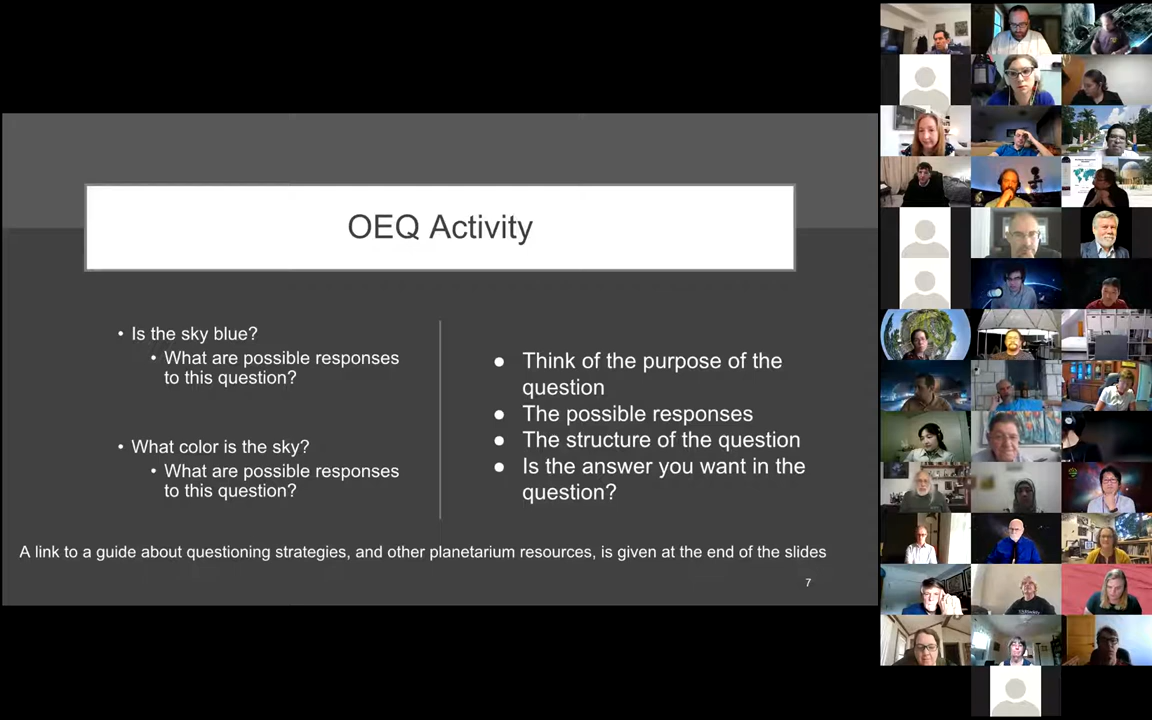 OEQ Activity
• Is the sky blue?
• What are possible responses
to this question?
• What color is the sky?
• What are possible responses
to this question?
● Think of the purpose of the
question
● The possible responses
● The structure of the question
● Is the answer you want in the
question?
A link to a guide about questioning strategies, and other planetarium resources, is given at the end of the slides
7